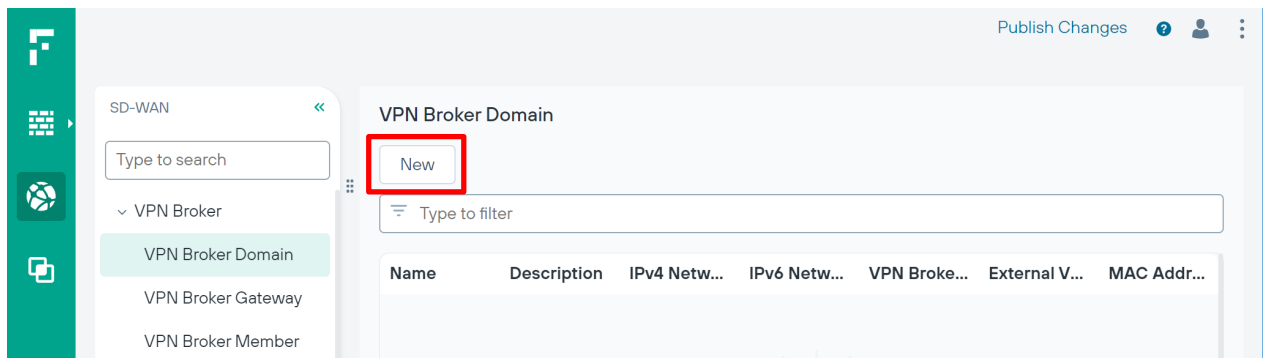 Publish Changes
SD-WAN
Type to search
VPN Broker
VPN Broker Domain
VPN Broker Gateway
VPN Broker Member
VPN Broker Domain
New
Type to filter
Name Description IPv4 Netw... IPv6 Netw... VPN Broke... External V... MAC Addr...